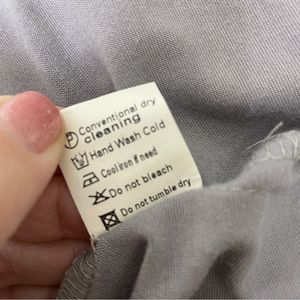 P Conventional dry
cleaning
Hand Wash Cold
Cool iron if need
Do not bleach
Do not tumble dry